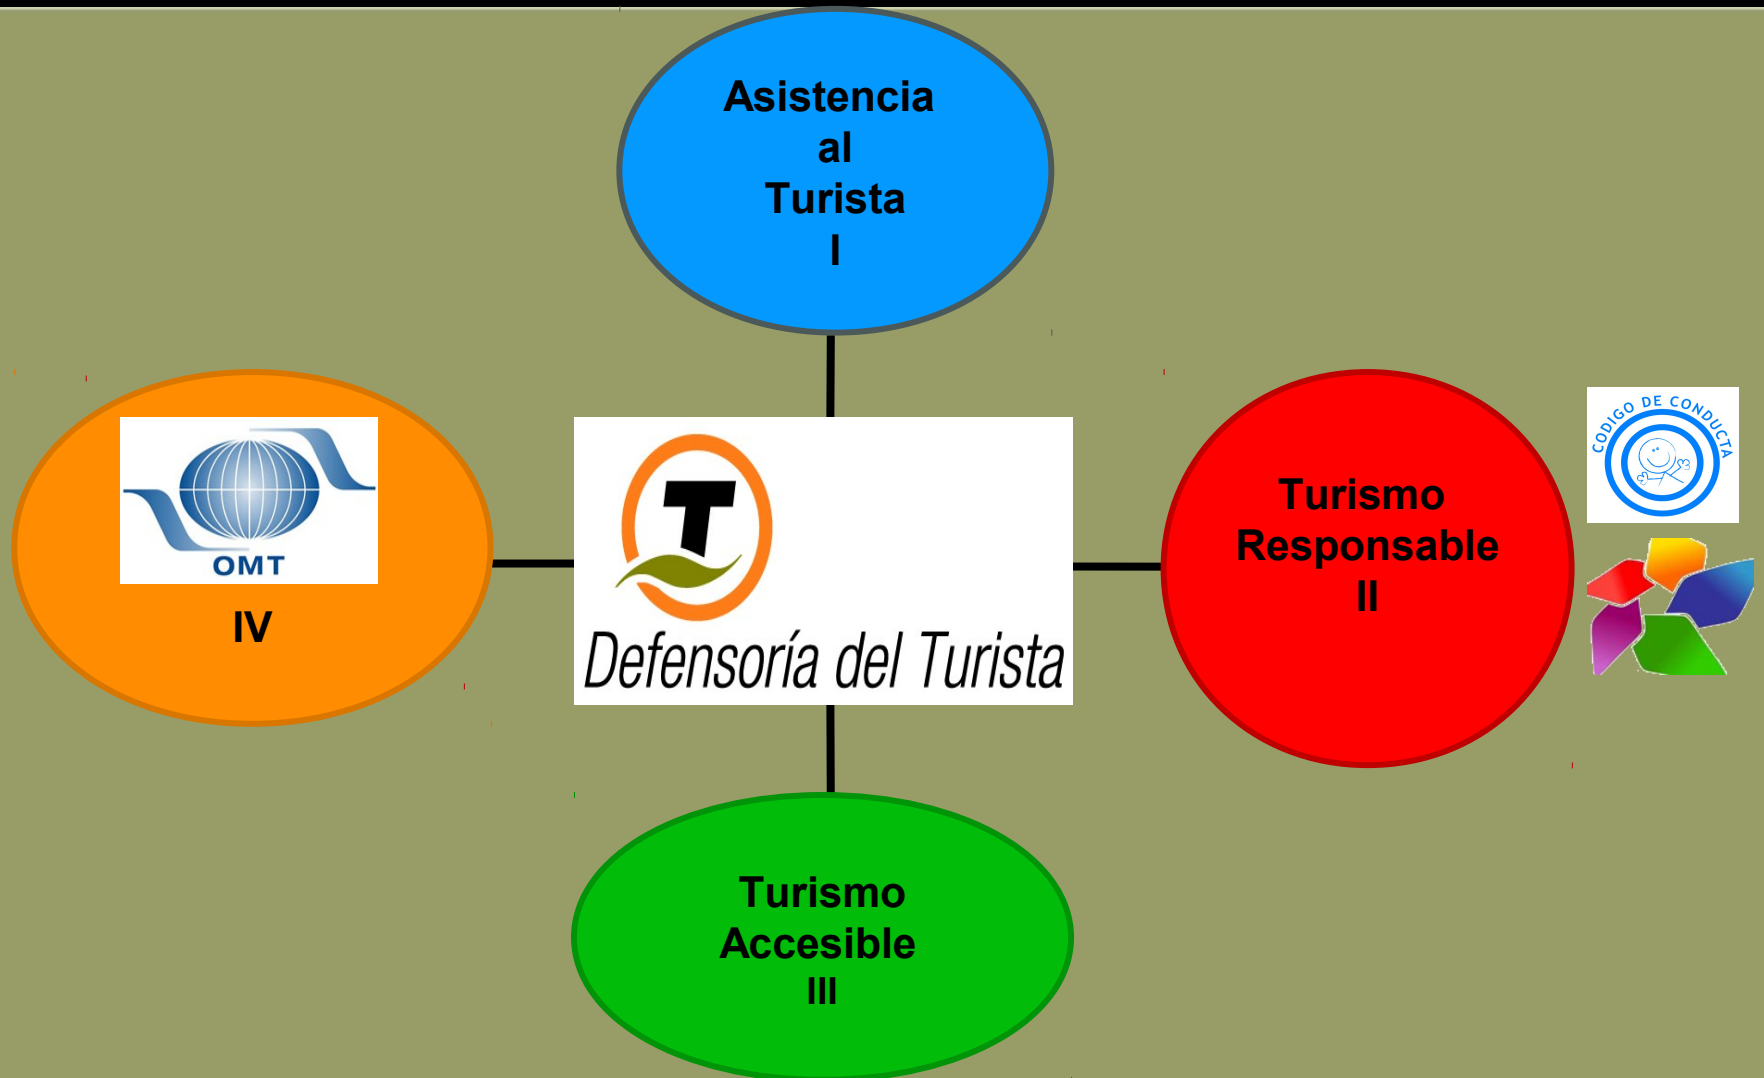 Asistencia
al
Turista
I
OMT
IV
T
Defensoría del Turista
Turismo
Responsable
II
CODIGO DE CONDUCTA
Turismo
Accesible
III